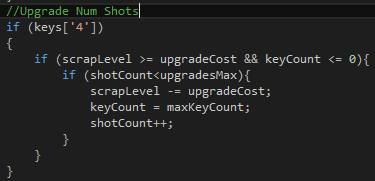 //Upgrade Num Shots
if (keys['4'])
{
    if (scrapLevel >= upgradeCost && keyCount <= 0){
        if (shotCount<upgradesMax){
            scrapLevel -= upgradeCost;
            keyCount = maxKeyCount;
            shotCount++;
        }
    }
}